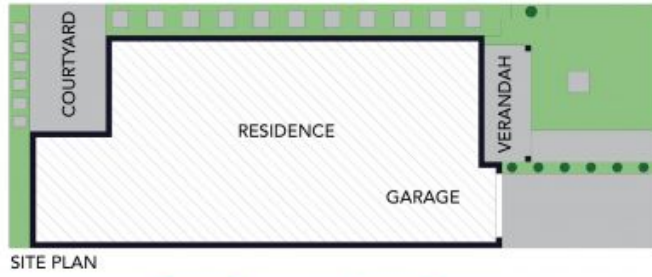 COURTYARD
VERANDAH
RESIDENCE
GARAGE
SITE PLAN